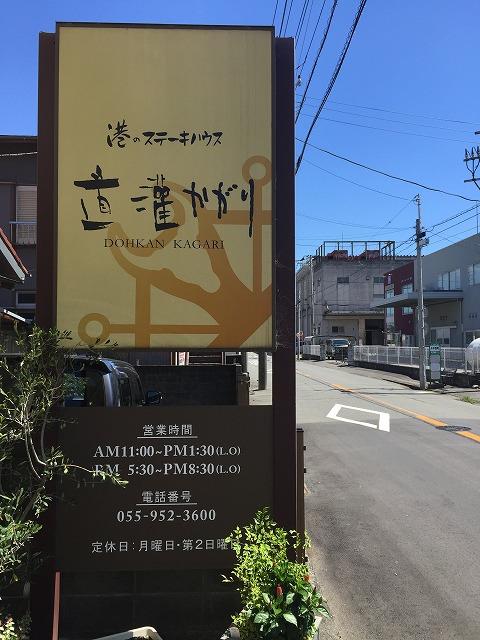 港のステーキハウス
直潅かがり
DOHKAN KAGARI
営業時間
AM11:00~PM1:30(L.O)
PM 5:30~PM8:30(L.O)
電話番号
055-952-3600
定休日:月曜日・第2日曜